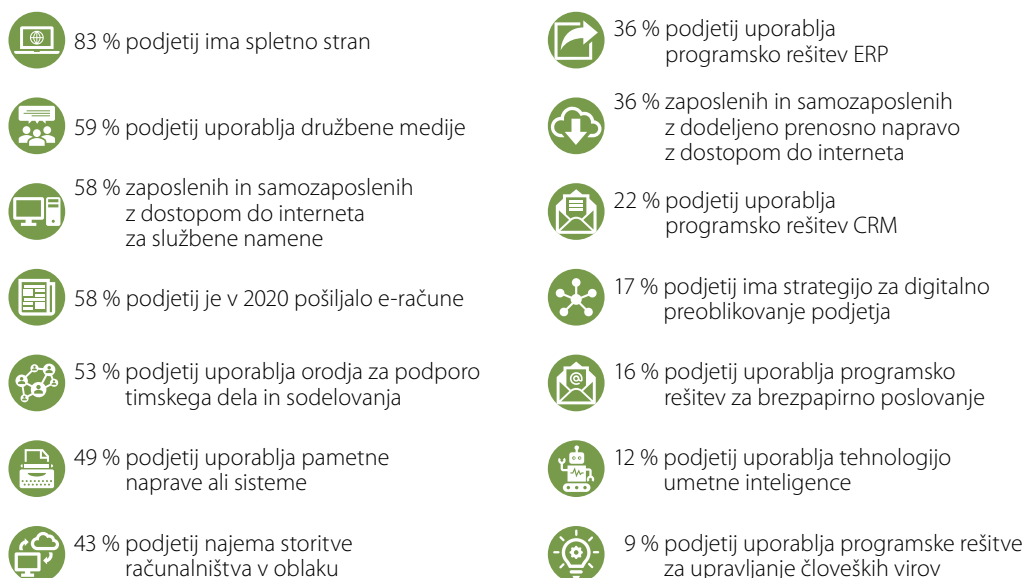 83 % podjetij ima spletno stran
59 % podjetij uporablja družbene medije
58 % zaposlenih in samozaposlenih
z dostopom do interneta
za službene namene
58 % podjetij je v 2020 pošiljalo e-račune
53 % podjetij uporablja orodja za podporo
timskega dela in sodelovanja
49 % podjetij uporablja pametne
naprave ali sisteme
43 % podjetij najema storitve
računalništva v oblaku
36 % podjetij uporablja
programsko rešitev ERP
36 % zaposlenih in samozaposlenih
z dodeljeno prenosno napravo
z dostopom do interneta
22 % podjetij uporablja
programsko rešitev CRM
17 % podjetij ima strategijo za digitalno
preoblikovanje podjetja
16 % podjetij uporablja programsko
rešitev za brezpapirno poslovanje
12 % podjetij uporablja tehnologijo
umetne inteligence
9 % podjetij uporablja programske rešitve
za upravljanje človeških virov